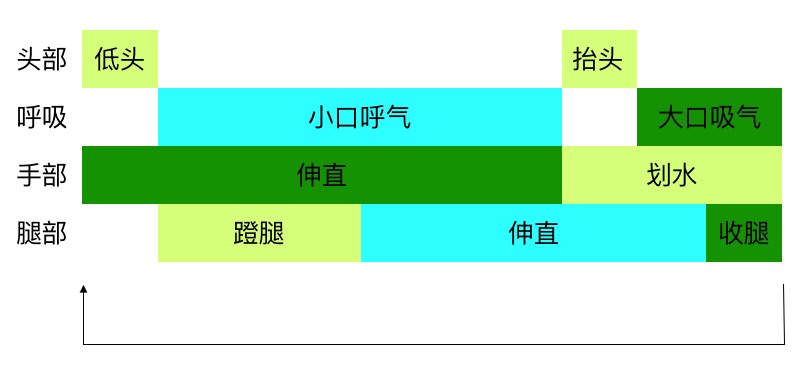 头部 低头 抬头
呼吸 小口呼气 大口吸气
手部 伸直 划水
腿部 蹬腿 伸直 收腿